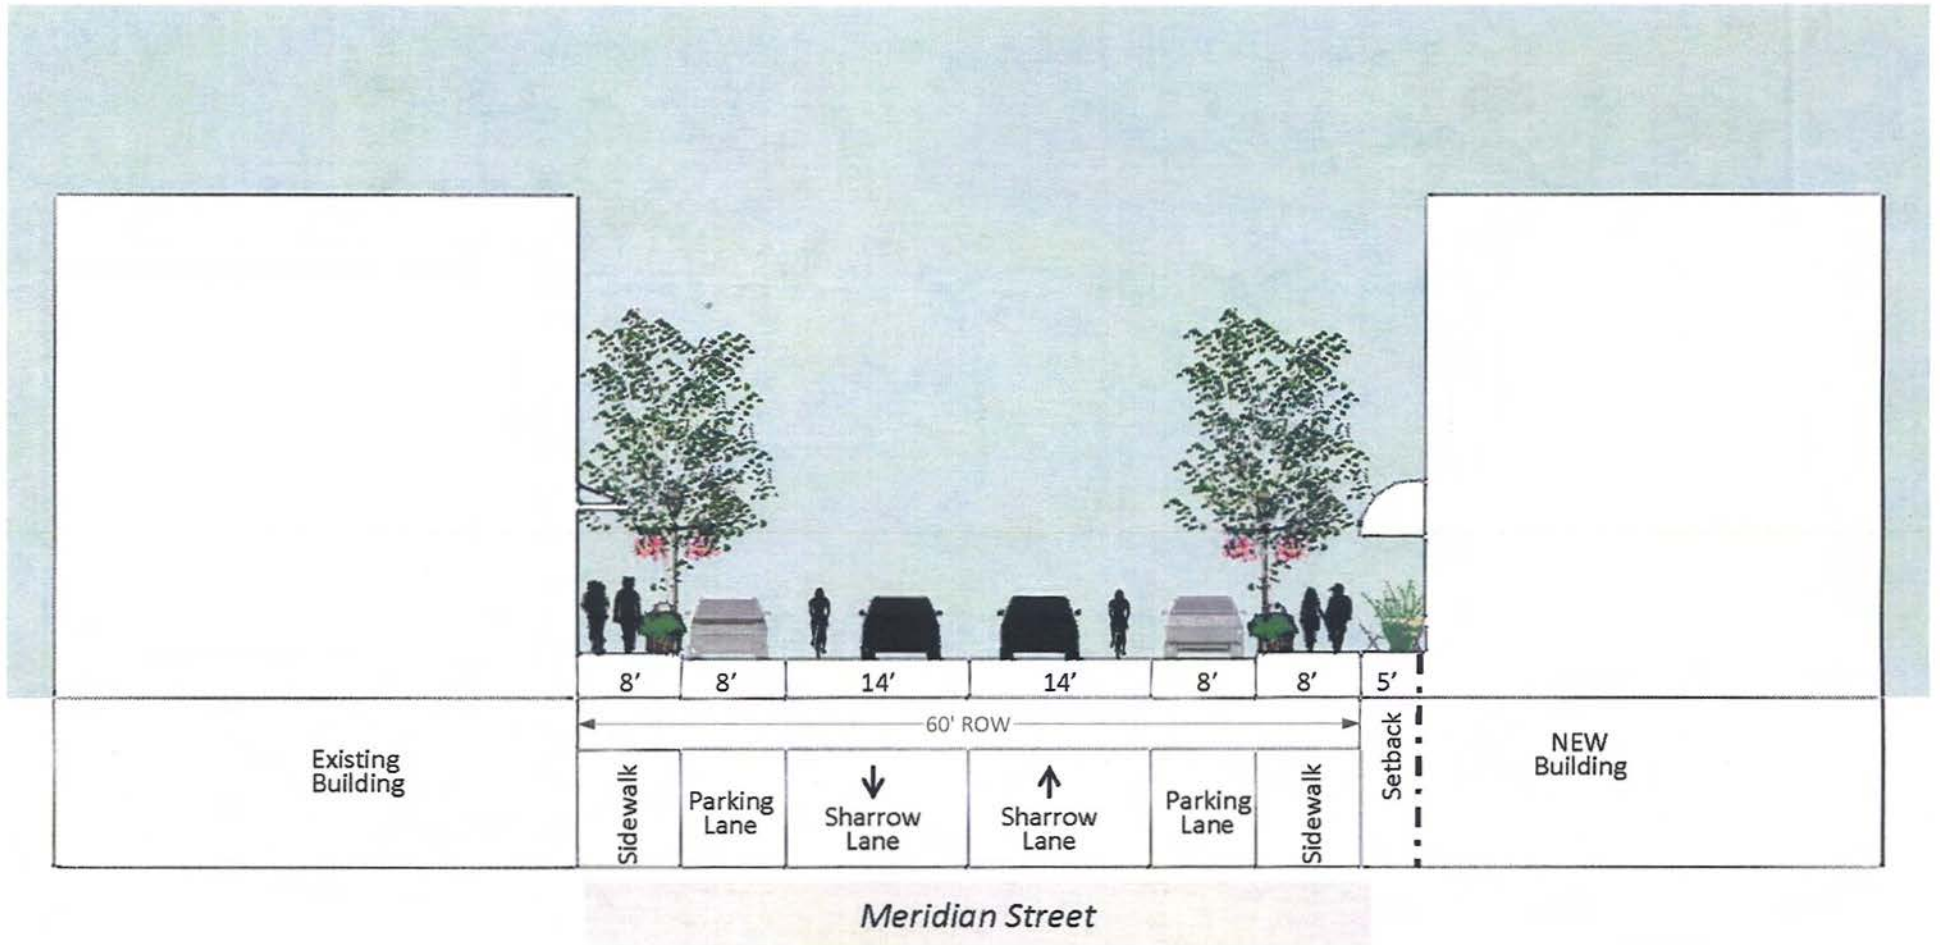 8’ 8’ 14’ 14’ 8’ 8’ 5’
60' ROW
Existing
Building
Sidewalk
Parking
Lane
↓
Sharrow
Lane
↑
Sharrow
Lane
Parking
Lane
Sidewalk
Setback
NEW
Building
Meridian Street